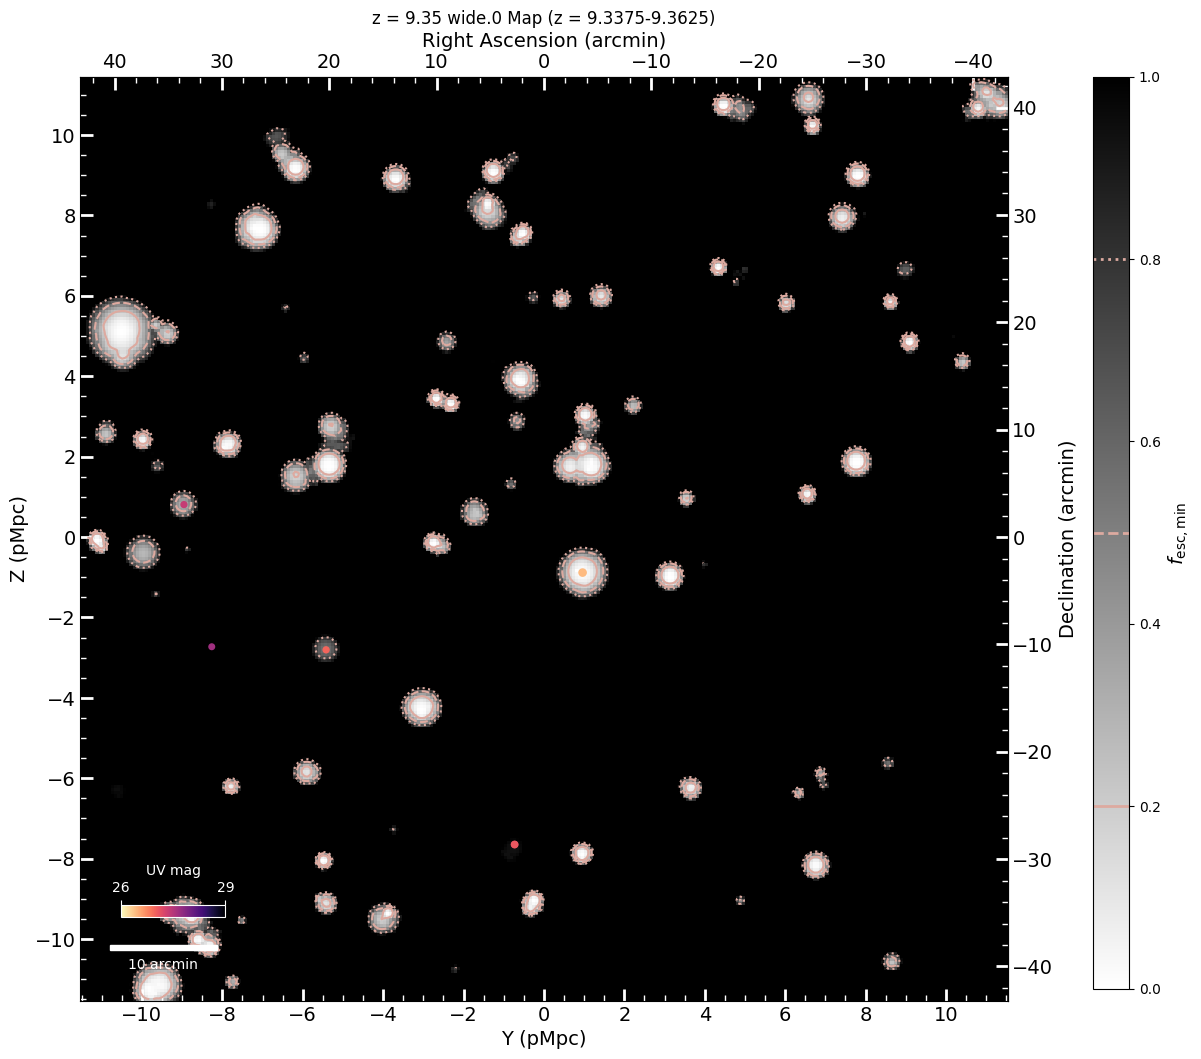 z = 9.35 wide.0 Map (z = 9.3375-9.3625)
Right Ascension (arcmin)
40 30 20 10 0 −10 −20 −30 −40
10
8
6
4
2
0
−2
−4
−6
−8
−10
Z (pMpc)
40
30
20
10
0
−10
−20
−30
−40
Declination (arcmin)
1.0
0.8
0.6
0.4
0.2
0.0
fesc,min
UV mag
26 29
10 arcmin
−10 −8 −6 −4 −2 0 2 4 6 8 10
Y (pMpc)